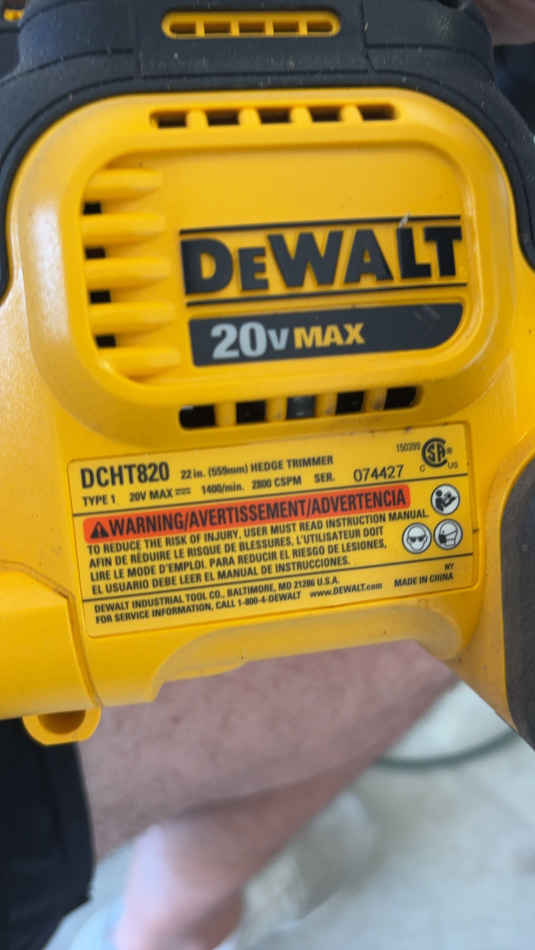 DEWALT
20V MAX
150399
DCHT820 22 in. (559mm) HEDGE TRIMMER
CSA®
C US
TYPE 1 20V MAX 1400/min. 2800 CSPM SER. 074427
WARNING/AVERTISSEMENT/ADVERTENCIA
TO REDUCE THE RISK OF INJURY, USER MUST READ INSTRUCTION MANUAL.
AFIN DE RÉDUIRE LE RISQUE DE BLESSURES, L'UTILISATEUR DOIT
LIRE LE MODE D'EMPLOI. PARA REDUCIR EL RIESGO DE LESIONES,
EL USUARIO DEBE LEER EL MANUAL DE INSTRUCCIONES.
NY
DEWALT INDUSTRIAL TOOL CO., BALTIMORE, MD 21286 U.S.A.
FOR SERVICE INFORMATION, CALL 1-800-4-DEWALT www.DEWALT.com MADE IN CHINA